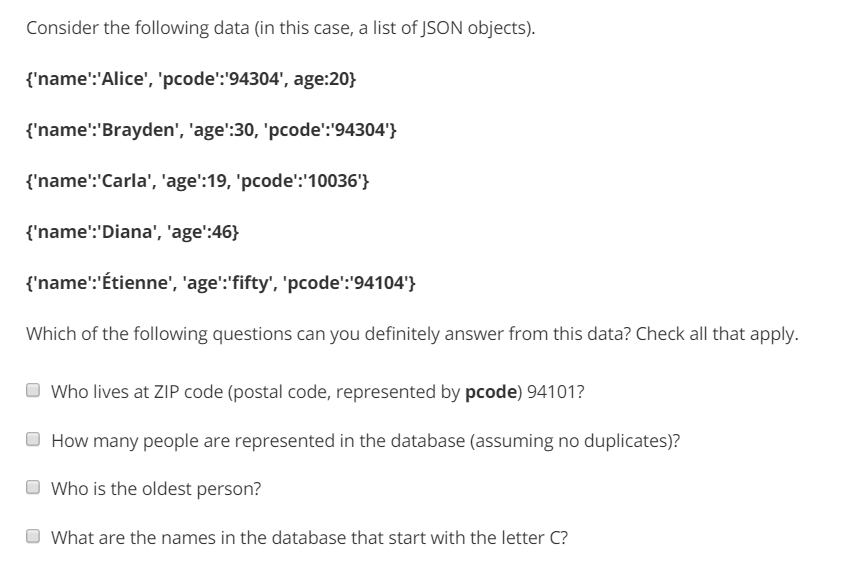 Consider the following data (in this case, a list of JSON objects).
{'name':'Alice', 'pcode':'94304', age:20}
{'name':'Brayden', 'age':30, 'pcode':'94304'}
{'name':'Carla', 'age':19, 'pcode':'10036'}
{'name':'Diana', 'age':46}
{'name':'Étienne', 'age':'fifty', 'pcode':'94104'}
Which of the following questions can you definitely answer from this data? Check all that apply.
Who lives at ZIP code (postal code, represented by pcode) 94101?
How many people are represented in the database (assuming no duplicates)?
Who is the oldest person?
What are the names in the database that start with the letter C?